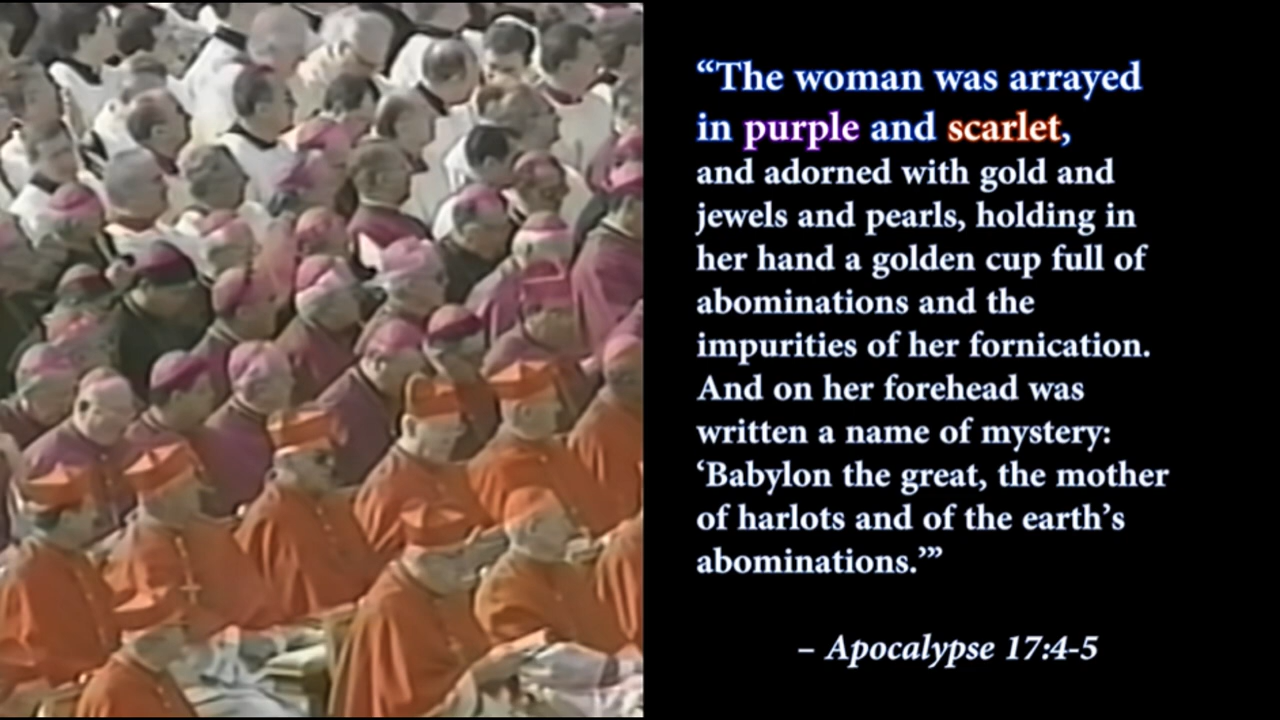 “The woman was arrayed
in purple and scarlet,
and adorned with gold and
jewels and pearls, holding in
her hand a golden cup full of
abominations and the
impurities of her fornication.
And on her forehead was
written a name of mystery:
‘Babylon the great, the mother
of harlots and of the earth’s
abominations.’”
– Apocalypse 17:4-5